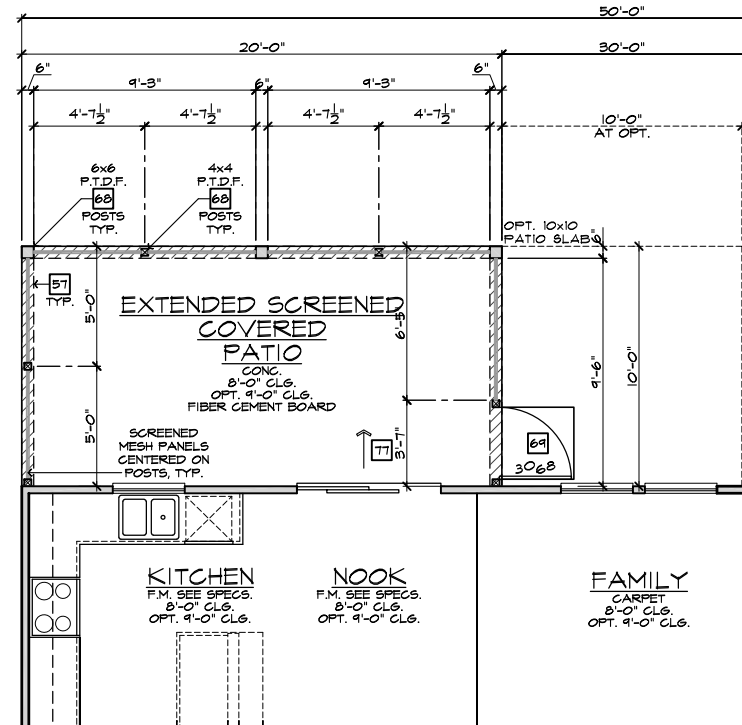 50'-0"
20'-0"
30'-0"
6"
9'-3"
6"
9'-3"
6"
4'-7½"
4'-7½"
4'-7½"
4'-7½"
10'-0"
AT OPT.
6x6
P.T.D.F.
68
POSTS
TYP.
4x4
P.T.D.F.
68
POSTS
TYP.
OPT. 10x10
PATIO SLAB
6"
57
TYP.
5'-0"
EXTENDED SCREENED
COVERED
PATIO
CONC.
8'-0" CLG.
OPT. 9'-0" CLG.
FIBER CEMENT BOARD
6'-5"
9'-6"
10'-0"
5'-0"
SCREENED
MESH PANELS
CENTERED ON
POSTS, TYP.
77
3'-7"
69
3068
KITCHEN
F.M. SEE SPECS.
8'-0" CLG.
OPT. 9'-0" CLG.
NOOK
F.M. SEE SPECS.
8'-0" CLG.
OPT. 9'-0" CLG.
FAMILY
CARPET
8'-0" CLG.
OPT. 9'-0" CLG.